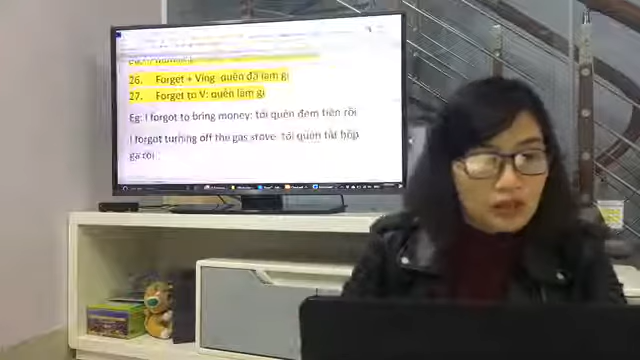 26. Forget + Ving: quên đã làm gì
27. Forget to V: quên làm gì
Eg: I forgot to bring money: tôi quên đem tiền rồi
I forgot turning off the gas stove: tôi quên tắt bếp
ga rồi